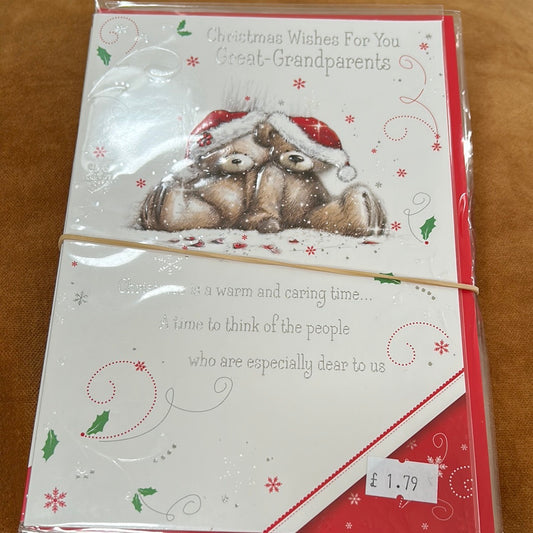 Christmas Wishes For You
Great-Grandparents
Christmas is a warm and caring time...
A time to think of the people
who are especially dear to us
£ 1.79